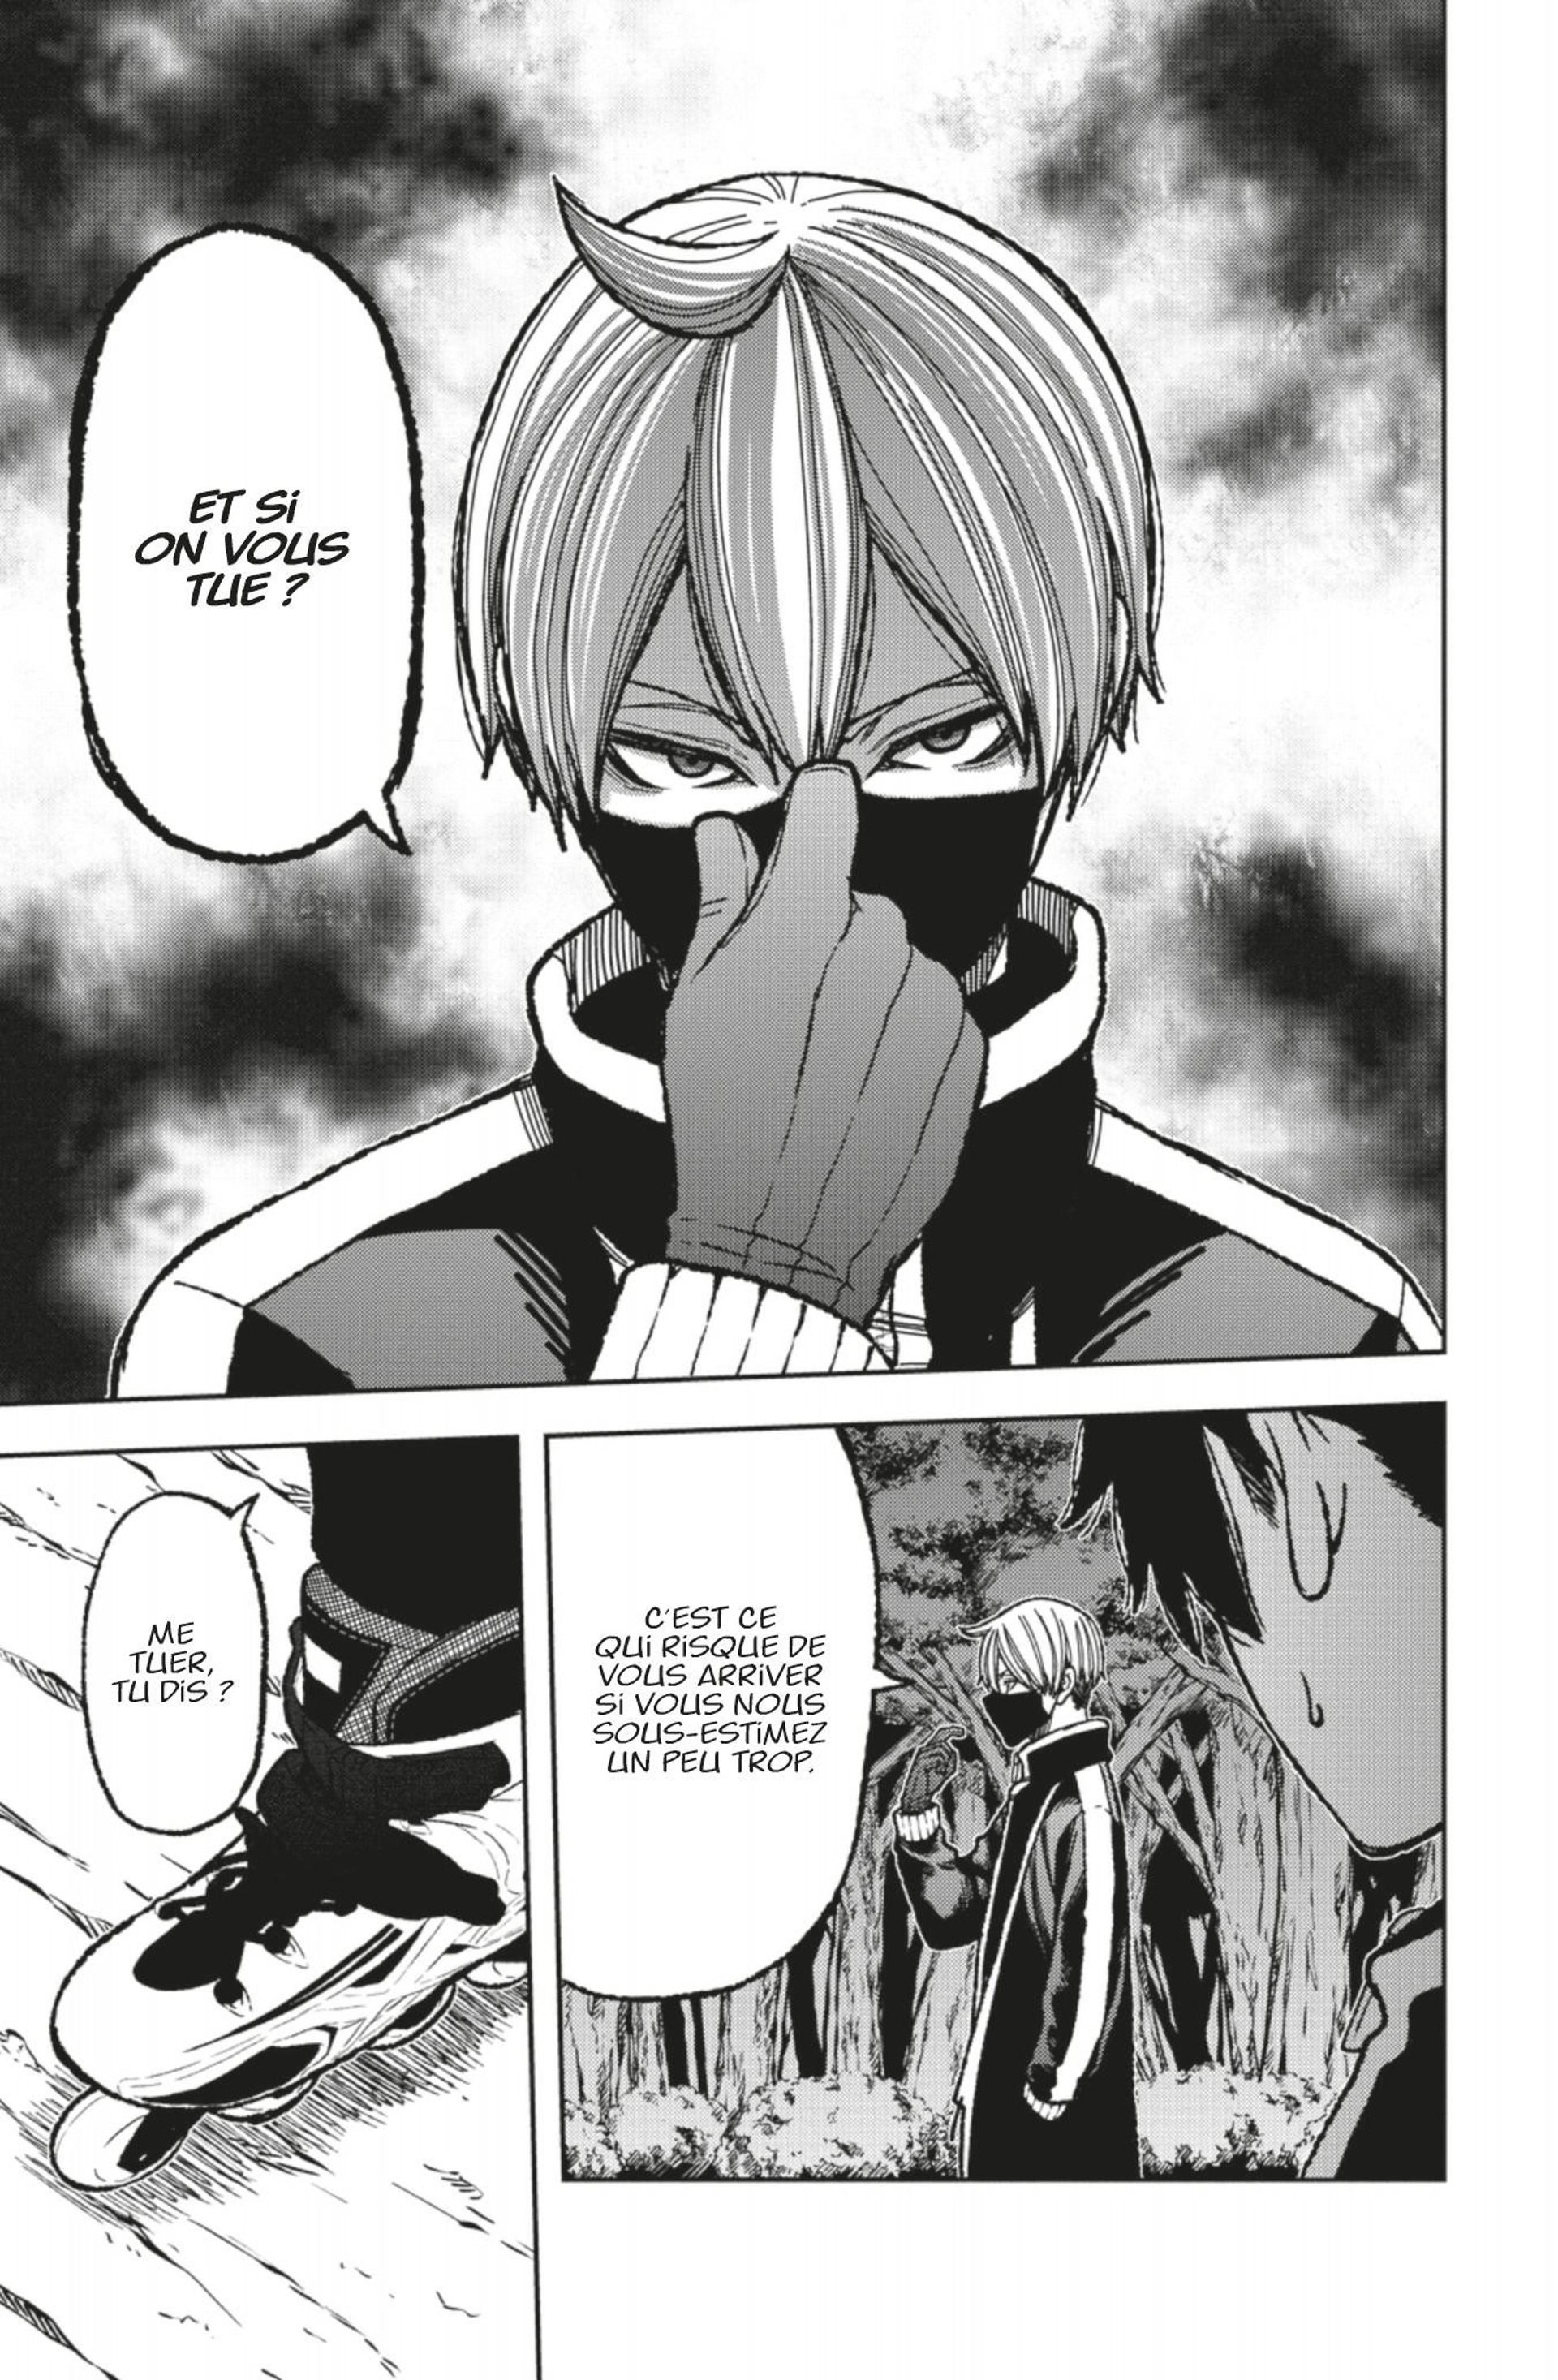 ET Si
ON VOUS
TUE ?
C'EST CE
QUi RiSQUE DE
VOUS ARRiVER
Si VOUS NOUS
SOUS-ESTiMEZ
UN PEU TROP.
ME
TUER,
TU DiS ?